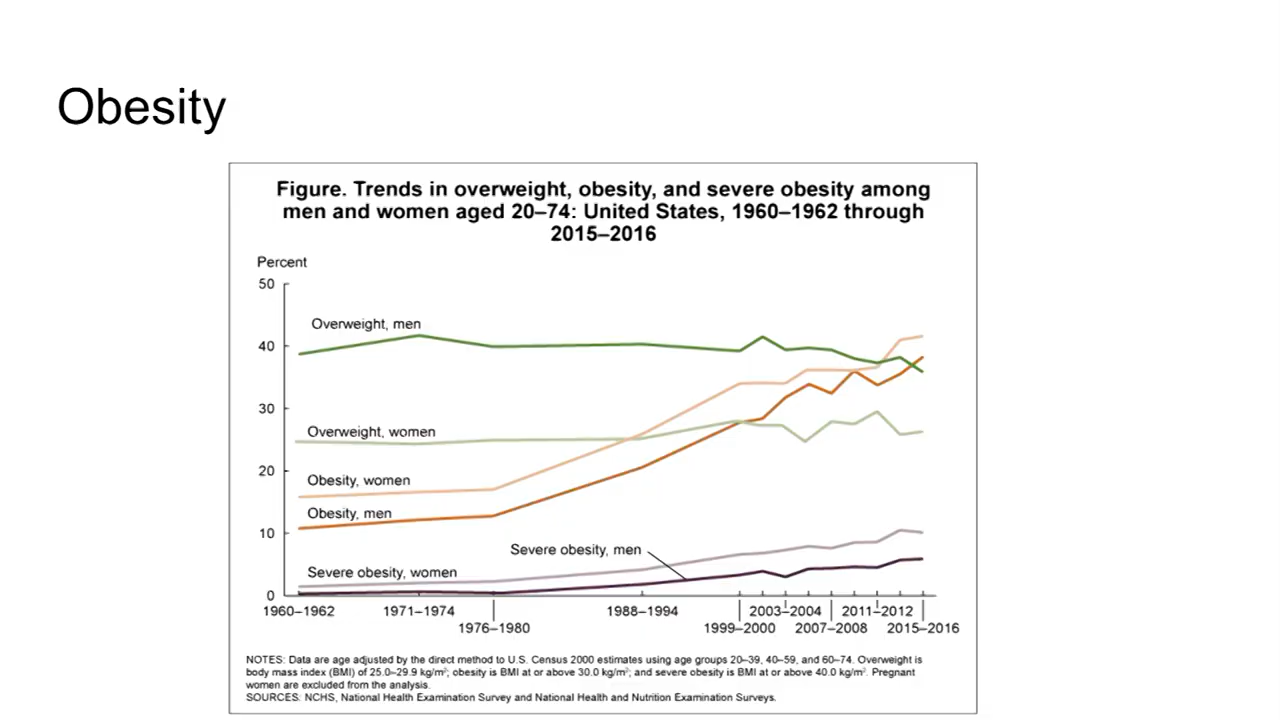 Obesity
Figure. Trends in overweight, obesity, and severe obesity among
men and women aged 20–74: United States, 1960–1962 through
2015–2016
Percent
50
Overweight, men
40
30
Overweight, women
20
Obesity, women
Obesity, men
10
Severe obesity, men
Severe obesity, women
0
1960–1962 1971–1974 1988–1994 2003–2004 2011–2012
1976–1980 1999–2000 2007–2008 2015–2016
NOTES: Data are age adjusted by the direct method to U.S. Census 2000 estimates using age groups 20–39, 40–59, and 60–74. Overweight is
body mass index (BMI) of 25.0–29.9 kg/m²; obesity is BMI at or above 30.0 kg/m²; and severe obesity is BMI at or above 40.0 kg/m². Pregnant
women are excluded from the analysis.
SOURCES: NCHS, National Health Examination Survey and National Health and Nutrition Examination Surveys.